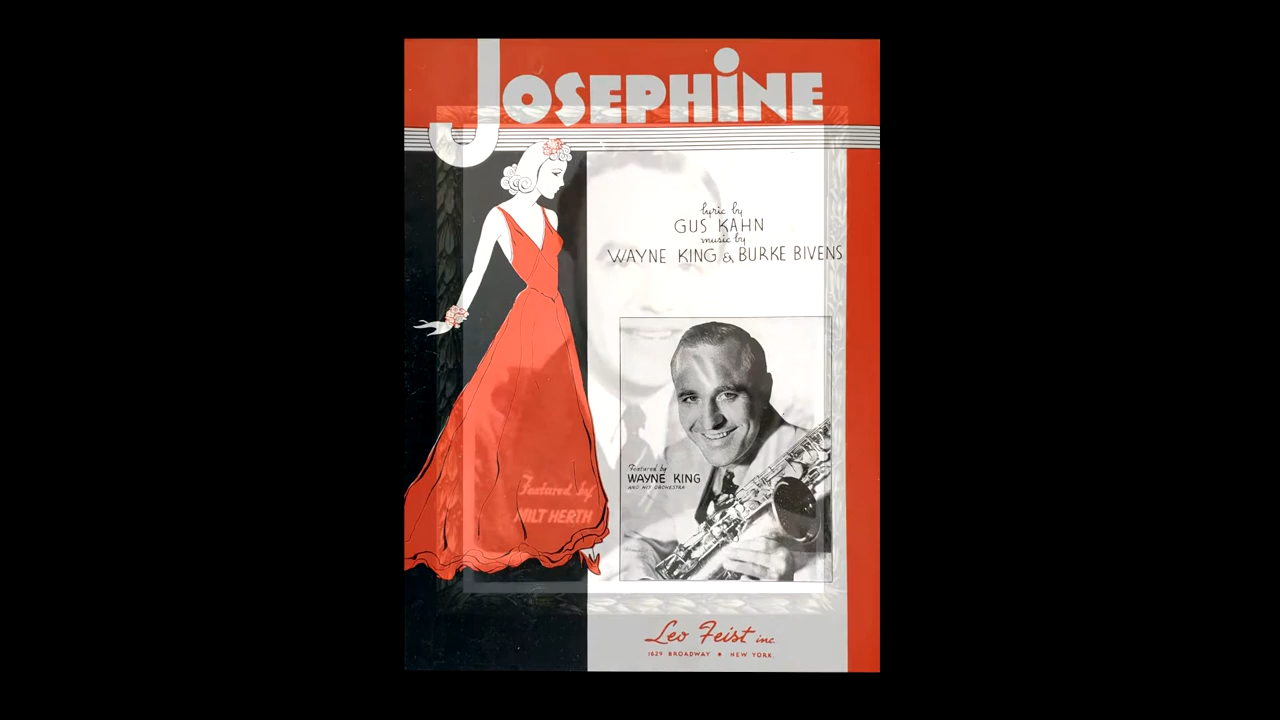 JOSEPHINE
lyric by
GUS KAHN
music by
WAYNE KING & BURKE BIVENS
Featured by
WAYNE KING
AND HIS ORCHESTRA
Featured by
MILT HERTH
Leo Feist inc.
1629 BROADWAY • NEW YORK.